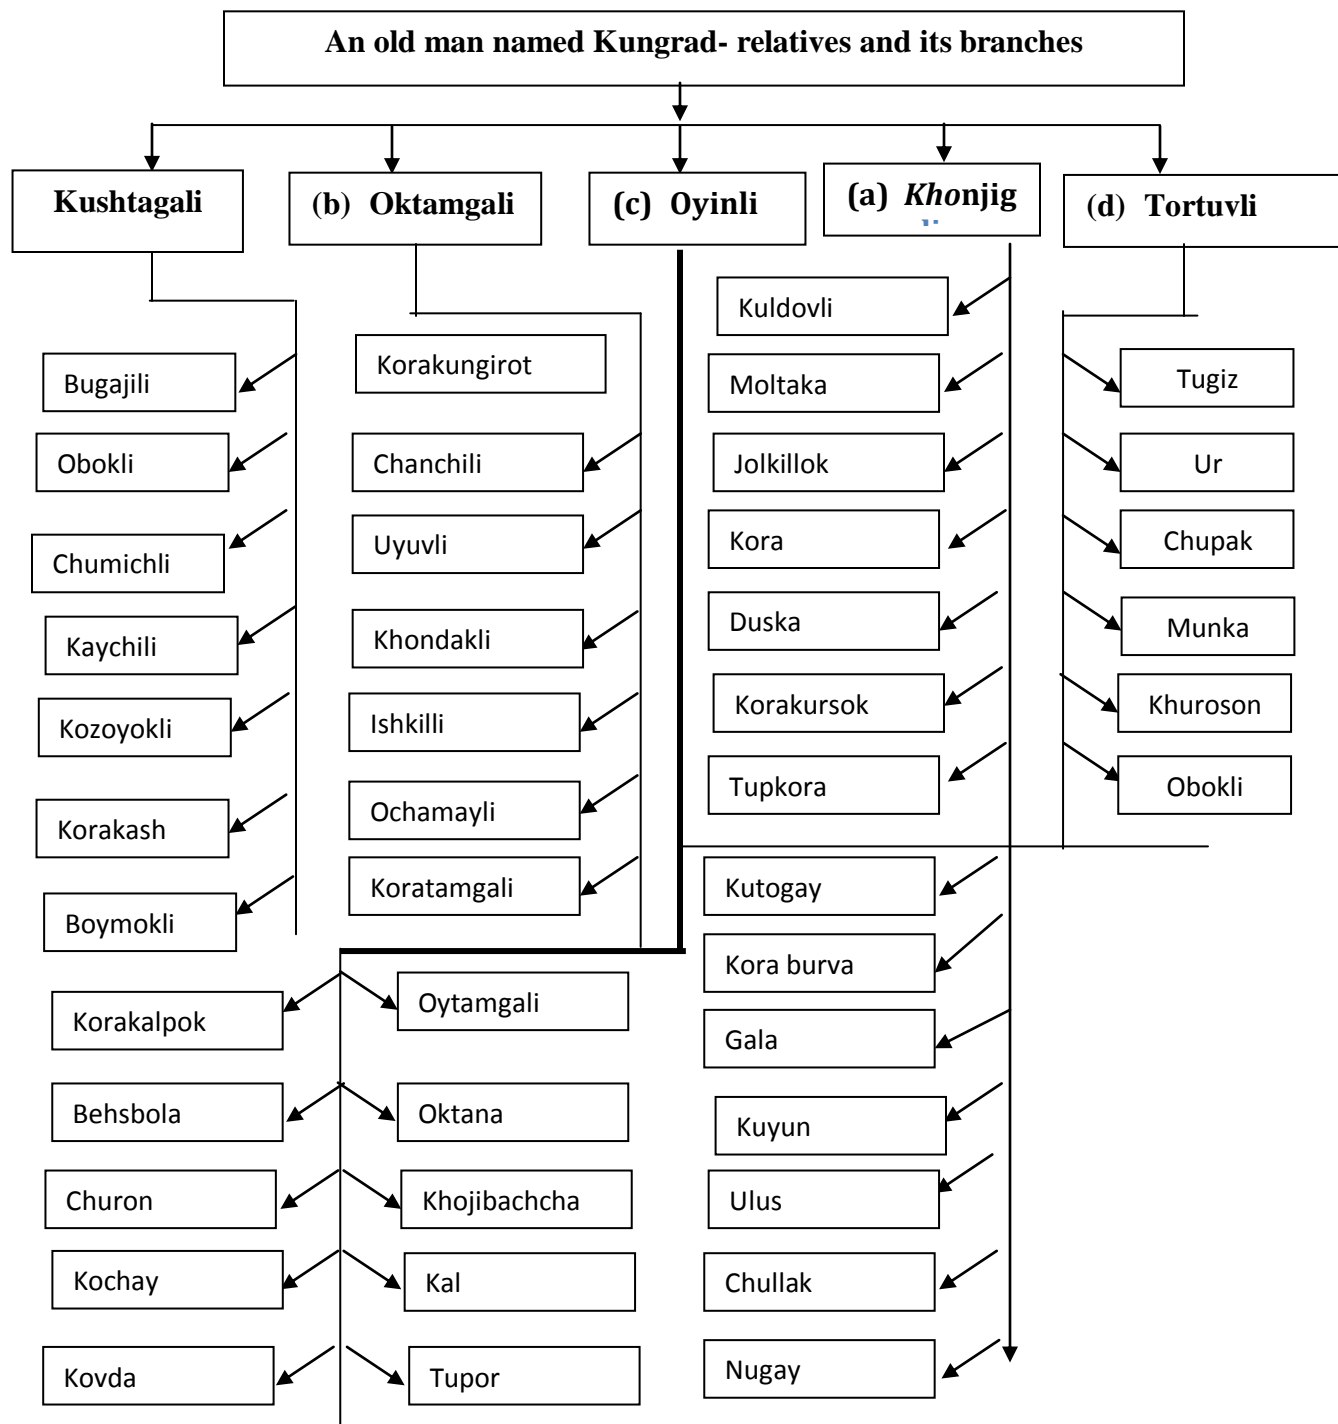 An old man named Kungrad- relatives and its branches
Kushtagali
(b) Oktamgali
(c) Oyinli
(a) Khonjig
(d) Tortuvli
Bugajili
Obokli
Chumichli
Kaychili
Kozoyokli
Korakash
Boymokli
Korakungirot
Chanchili
Uyuvli
Khondakli
Ishkilli
Ochamayli
Koratamgali
Korakalpok
Behsbola
Churon
Kochay
Kovda
Oytamgali
Oktana
Khojibachcha
Kal
Tupor
Kuldovli
Moltaka
Jolkillok
Kora
Duska
Korakursok
Tupkora
Kutogay
Kora burva
Gala
Kuyun
Ulus
Chullak
Nugay
Tugiz
Ur
Chupak
Munka
Khuroson
Obokli